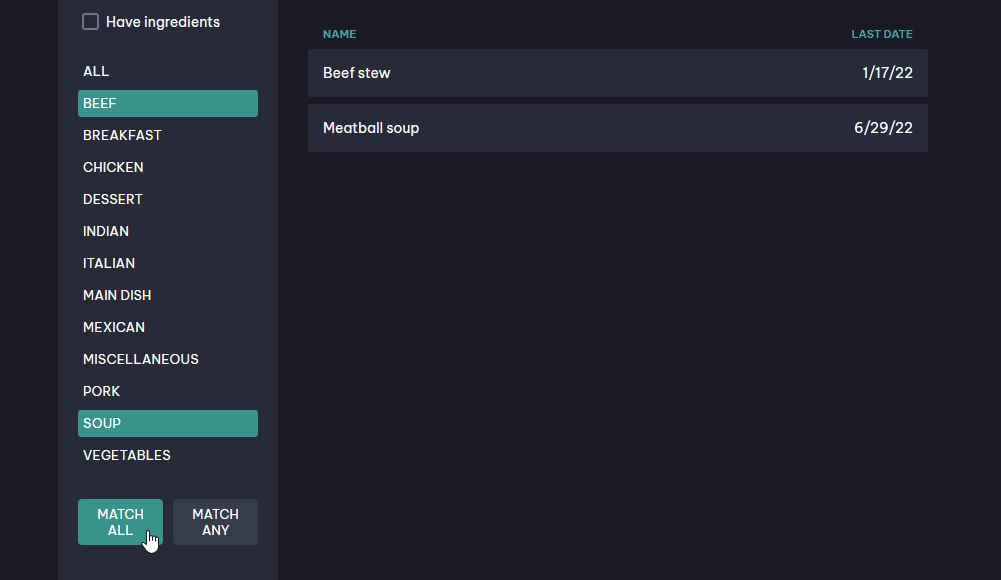 Have ingredients
ALL
BEEF
BREAKFAST
CHICKEN
DESSERT
INDIAN
ITALIAN
MAIN DISH
MEXICAN
MISCELLANEOUS
PORK
SOUP
VEGETABLES
MATCH ALL
MATCH ANY
NAME LAST DATE
Beef stew 1/17/22
Meatball soup 6/29/22